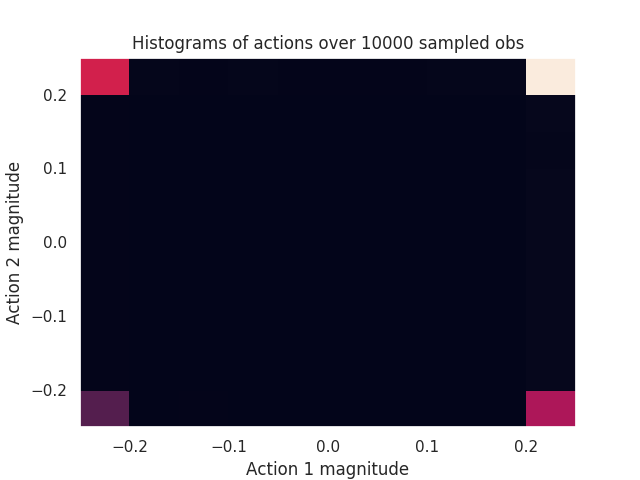 Histograms of actions over 10000 sampled obs
Action 2 magnitude
0.2
0.1
0.0
−0.1
−0.2
−0.2 −0.1 0.0 0.1 0.2
Action 1 magnitude